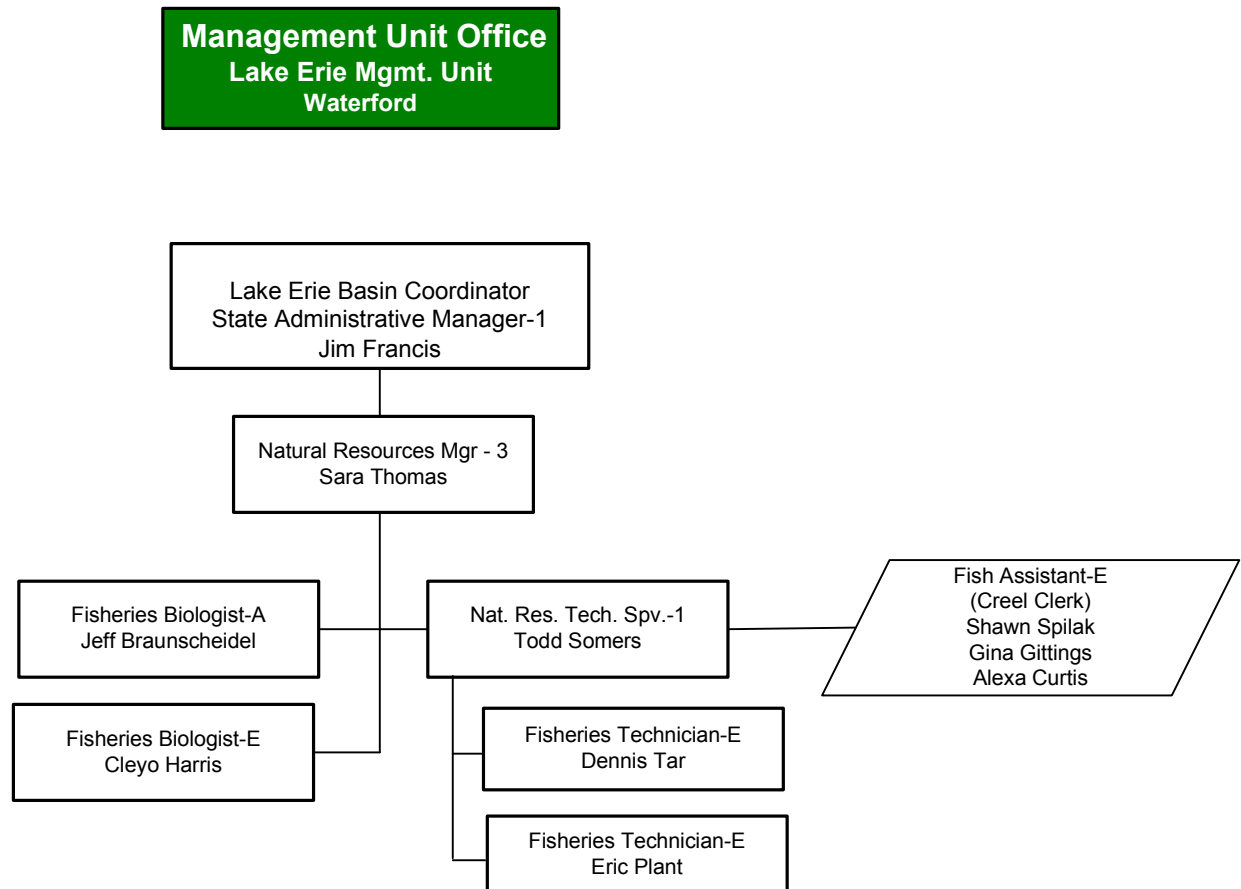 Management Unit Office
Lake Erie Mgmt. Unit
Waterford
Lake Erie Basin Coordinator
State Administrative Manager-1
Jim Francis
Natural Resources Mgr - 3
Sara Thomas
Fisheries Biologist-A
Jeff Braunscheidel
Nat. Res. Tech. Spv.-1
Todd Somers
Fish Assistant-E
(Creel Clerk)
Shawn Spilak
Gina Gittings
Alexa Curtis
Fisheries Biologist-E
Cleyo Harris
Fisheries Technician-E
Dennis Tar
Fisheries Technician-E
Eric Plant